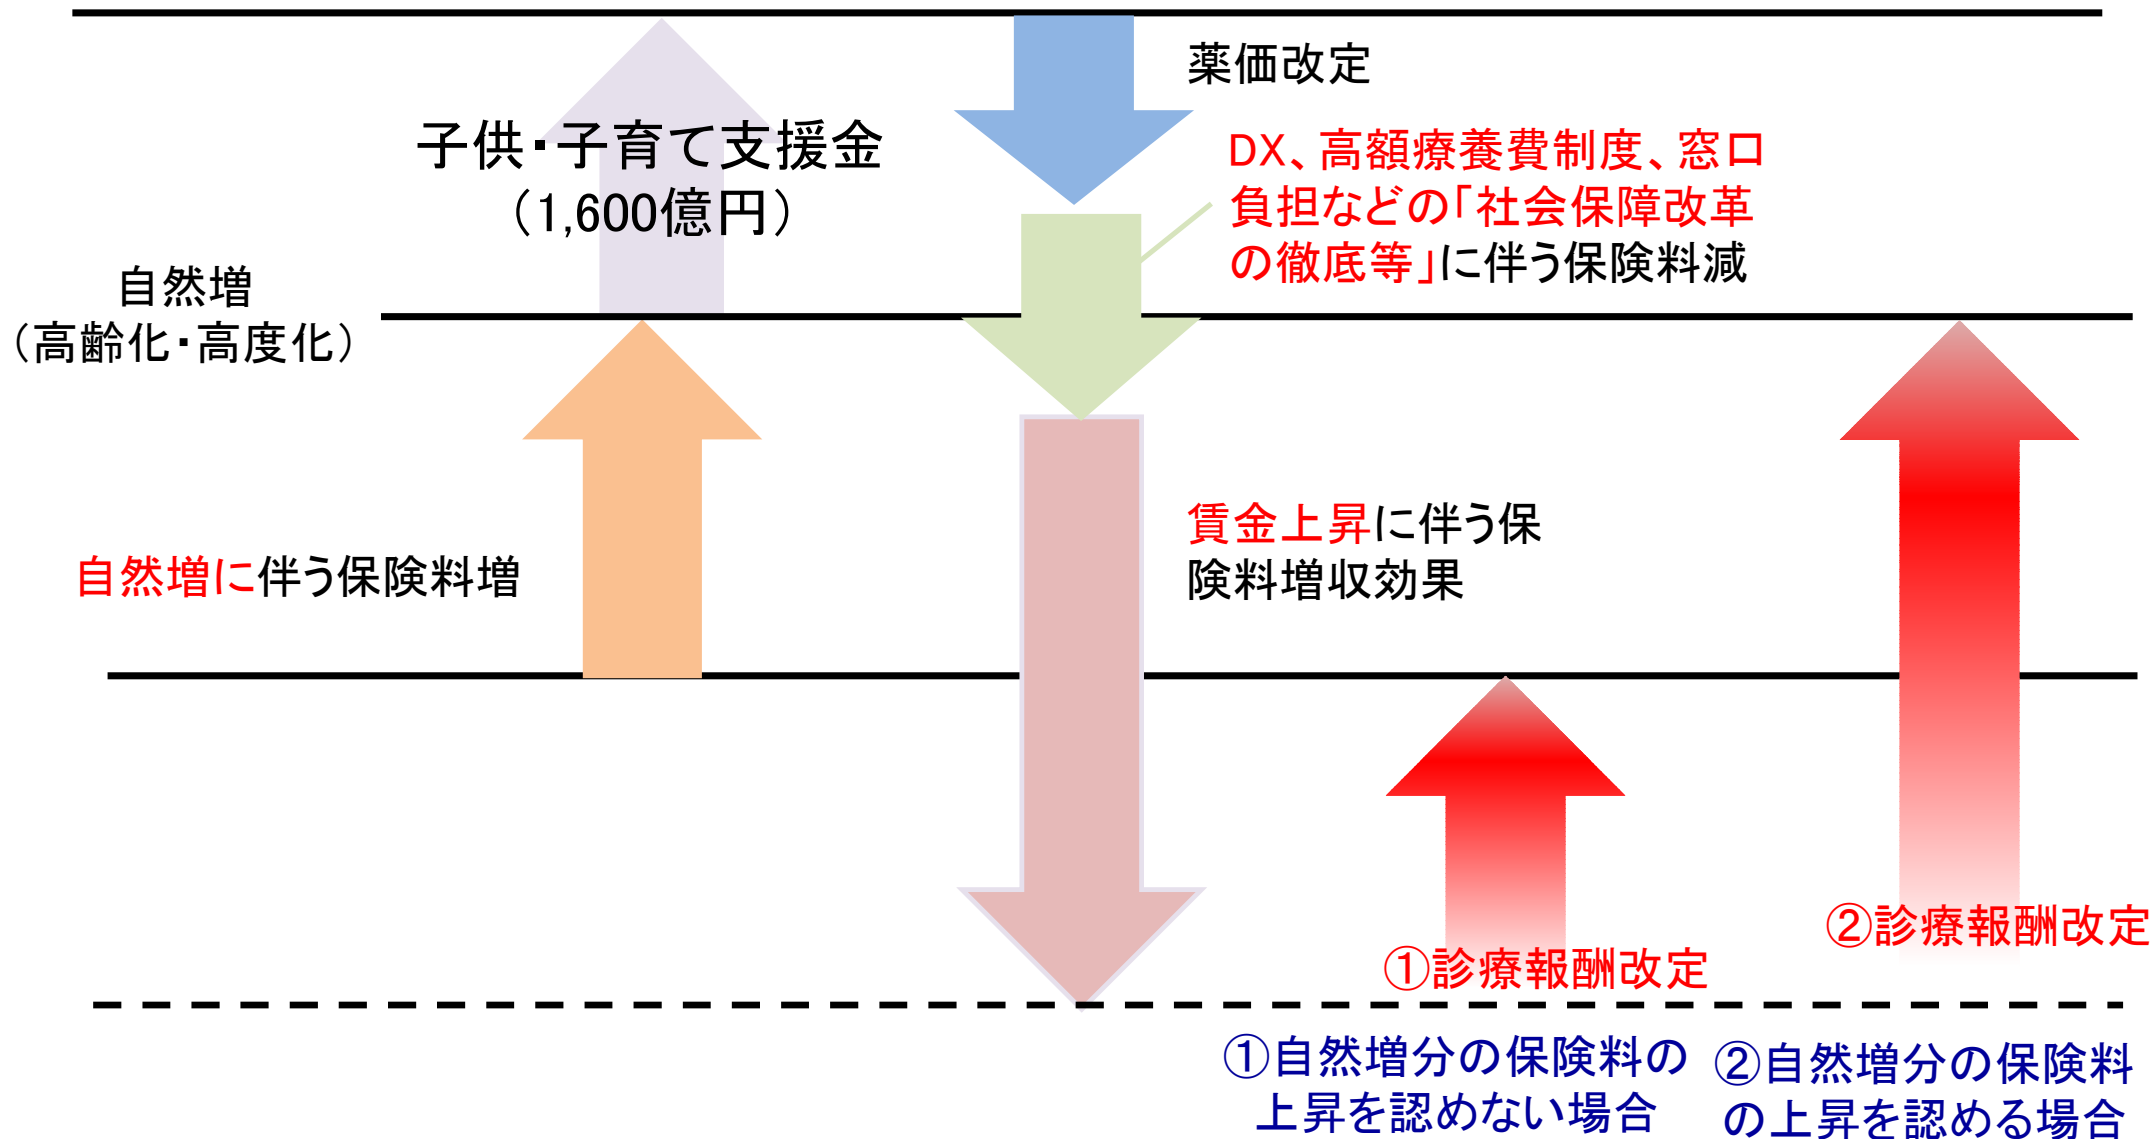 薬価改定
子供・子育て支援金
（1,600億円）
DX、高額療養費制度、窓口
負担などの「社会保障改革
の徹底等」に伴う保険料減
自然増
（高齢化・高度化）
自然増に伴う保険料増
賃金上昇に伴う保
険料増収効果
①診療報酬改定
②診療報酬改定
①自然増分の保険料の
上昇を認めない場合
②自然増分の保険料
の上昇を認める場合